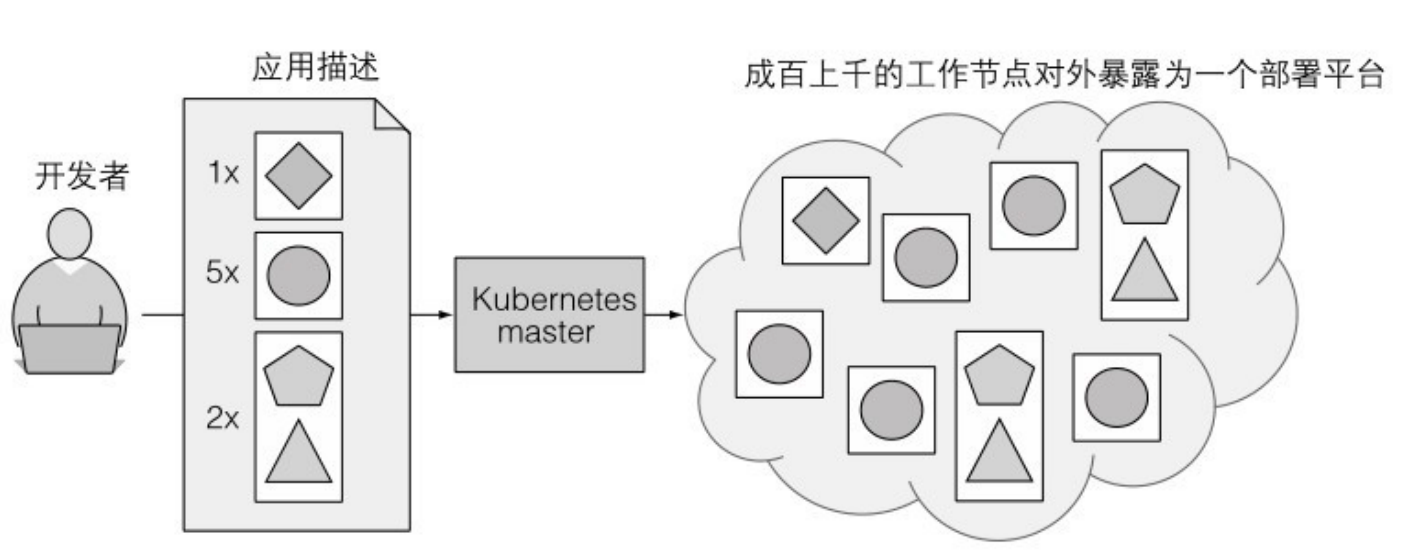 应用描述
成百上千的工作节点对外暴露为一个部署平台
开发者
1x
5x
2x
Kubernetes
master